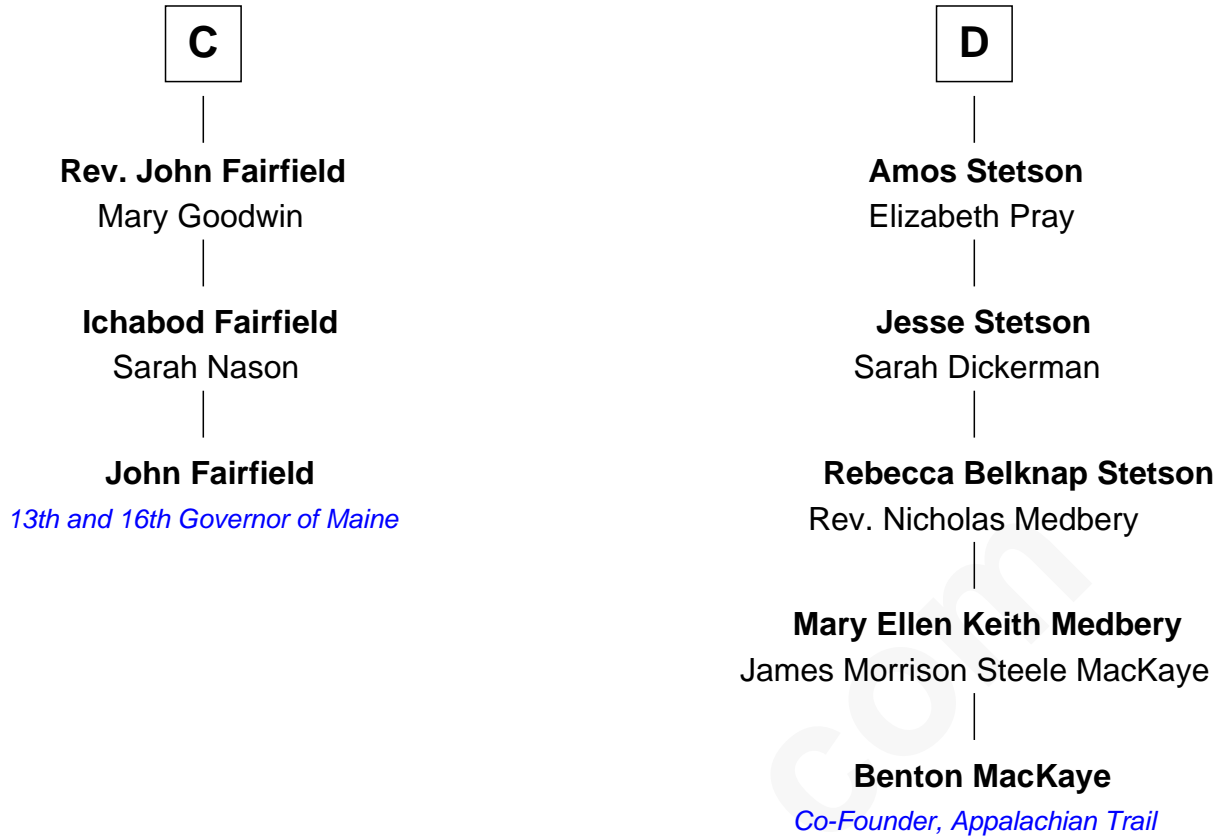 C
Rev. John Fairfield
Mary Goodwin
Ichabod Fairfield
Sarah Nason
John Fairfield
13th and 16th Governor of Maine
D
Amos Stetson
Elizabeth Pray
Jesse Stetson
Sarah Dickerman
Rebecca Belknap Stetson
Rev. Nicholas Medbery
Mary Ellen Keith Medbery
James Morrison Steele MacKaye
Benton MacKaye
Co-Founder, Appalachian Trail
com